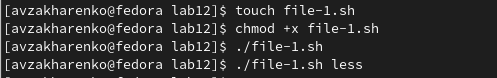 [avzakharenko@fedora lab12]$ touch file-1.sh
[avzakharenko@fedora lab12]$ chmod +x file-1.sh
[avzakharenko@fedora lab12]$ ./file-1.sh
[avzakharenko@fedora lab12]$ ./file-1.sh less